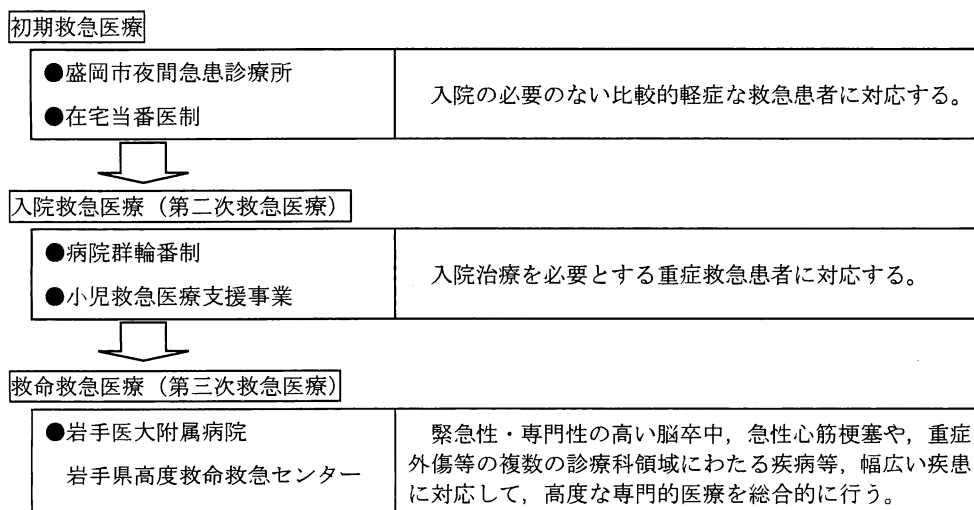 初期救急医療
●盛岡市夜間急患診療所
●在宅当番医制
入院の必要のない比較的軽症な救急患者に対応する。
入院救急医療（第二次救急医療）
●病院群輪番制
●小児救急医療支援事業
入院治療を必要とする重症救急患者に対応する。
救命救急医療（第三次救急医療）
●岩手医大附属病院
岩手県高度救命救急センター
緊急性・専門性の高い脳卒中，急性心筋梗塞や，重症
外傷等の複数の診療科領域にわたる疾病等，幅広い疾患
に対応して，高度な専門的医療を総合的に行う。